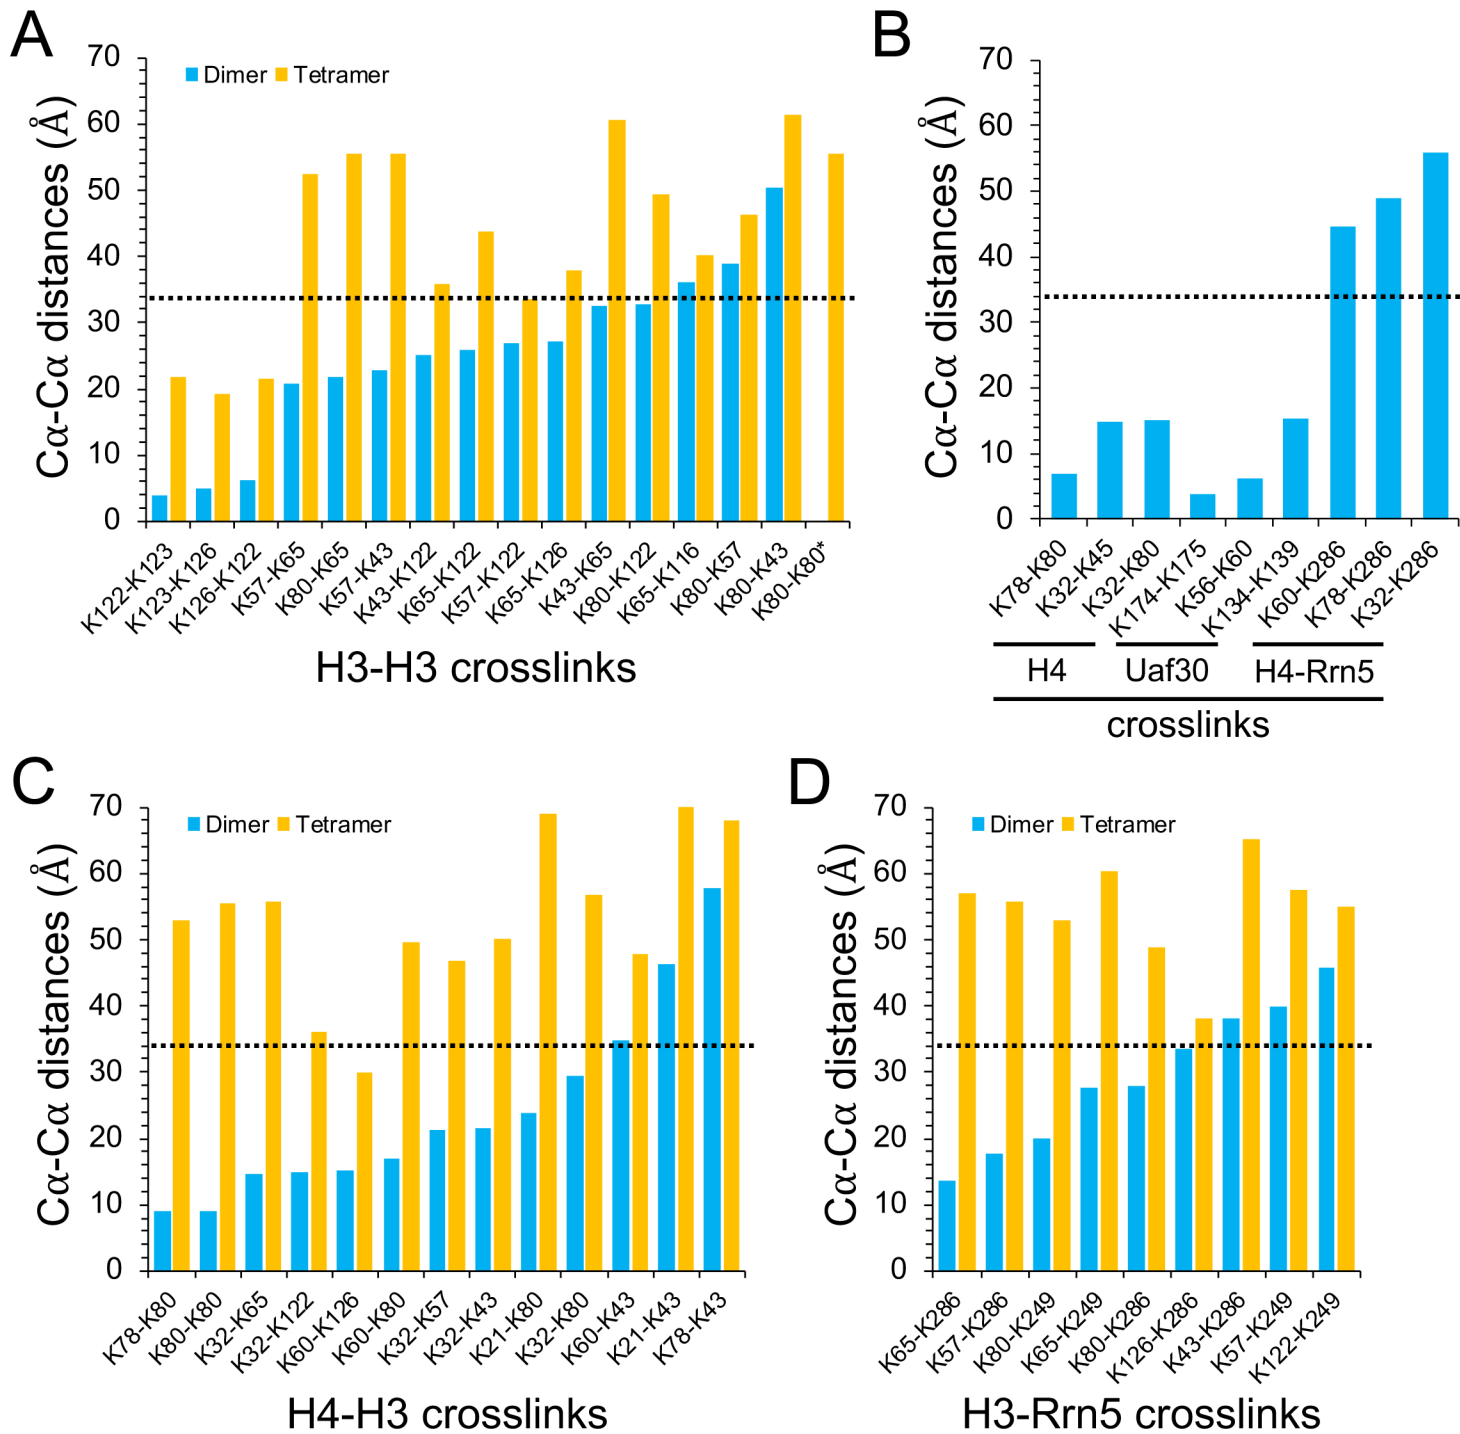 A
Cα-Cα distances (Å)
70
60
50
40
30
20
10
0
Dimer Tetramer
K122-K123
K123-K126
K126-K122
K57-K65
K80-K65
K57-K43
K43-K122
K65-K122
K57-K122
K65-K126
K43-K65
K80-K122
K65-K116
K80-K57
K80-K43
K80-K80*
H3-H3 crosslinks
B
Cα-Cα distances (Å)
70
60
50
40
30
20
10
0
K78-K80
K32-K45
K32-K80
K174-K175
K56-K60
K134-K139
K60-K286
K78-K286
K32-K286
H4 Uaf30 H4-Rrn5
crosslinks
C
Cα-Cα distances (Å)
70
60
50
40
30
20
10
0
Dimer Tetramer
K78-K80
K80-K80
K32-K65
K32-K122
K60-K126
K60-K80
K32-K57
K32-K43
K21-K80
K32-K80
K60-K43
K21-K43
K78-K43
H4-H3 crosslinks
D
Cα-Cα distances (Å)
70
60
50
40
30
20
10
0
Dimer Tetramer
K65-K286
K57-K286
K80-K249
K65-K249
K80-K286
K126-K286
K43-K286
K57-K249
K122-K249
H3-Rrn5 crosslinks